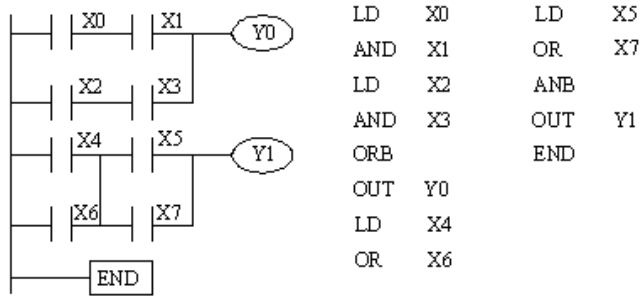 X0 X1 Y0
X2 X3
X4 X5 Y1
X6 X7
END
LD X0
AND X1
LD X2
AND X3
ORB
OUT Y0
LD X4
OR X6
LD X5
OR X7
ANB
OUT Y1
END